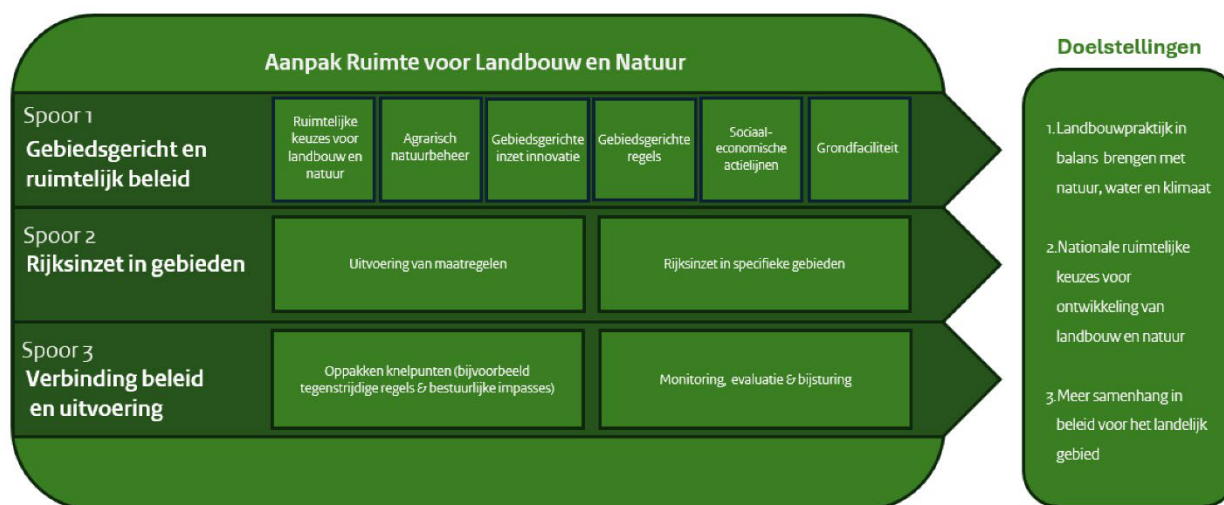 Aanpak Ruimte voor Landbouw en Natuur
Spoor 1
Gebiedsgericht en
ruimtelijk beleid
Ruimtelijke
keuzes voor
landbouw en
natuur
Agrarisch
natuurbeheer
Gebiedsgerichte
inzet innovatie
Gebiedsgerichte
regels
Sociaal-
economische
actielijnen
Grondfaciliteit
Spoor 2
Rijksinzet in gebieden
Uitvoering van maatregelen
Rijksinzet in specifieke gebieden
Spoor 3
Verbinding beleid
en uitvoering
Oppakken knelpunten (bijvoorbeeld
tegenstrijdige regels & bestuurlijke impasses)
Monitoring, evaluatie & bijsturing
Doelstellingen
1. Landbouwpraktijk in
balans brengen met
natuur, water en klimaat
2. Nationale ruimtelijke
keuzes voor
ontwikkeling van
landbouw en natuur
3. Meer samenhang in
beleid voor het landelijk
gebied